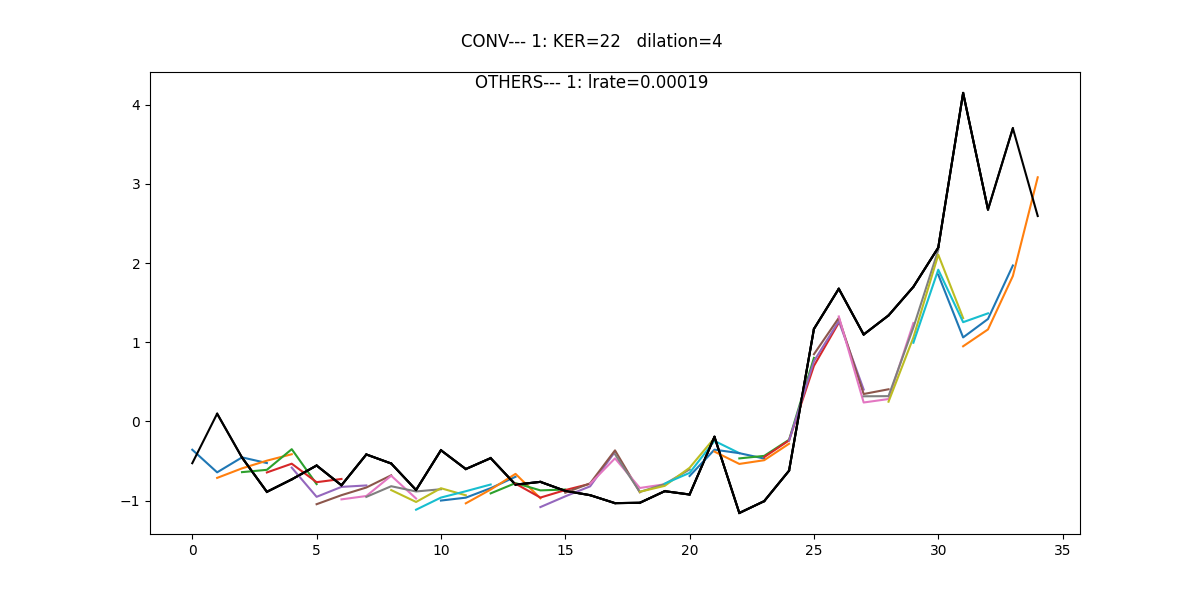 CONV--- 1: KER=22   dilation=4
OTHERS--- 1: lrate=0.00019
4
3
2
1
0
−1
0 5 10 15 20 25 30 35